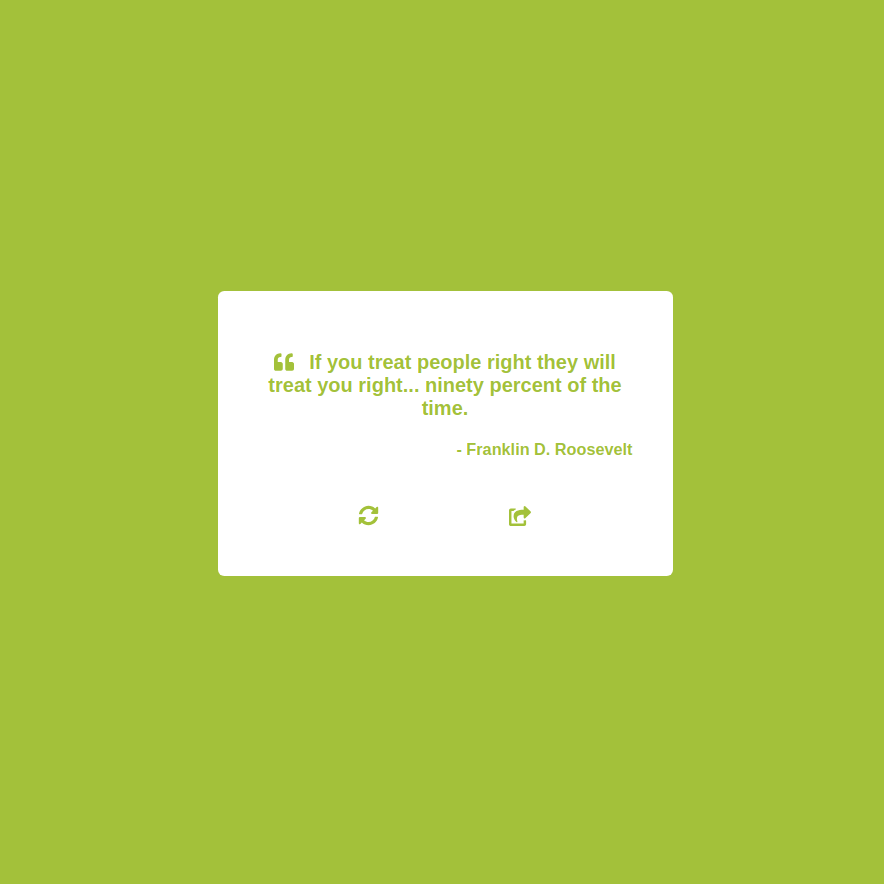 If you treat people right they will
treat you right... ninety percent of the
time.
- Franklin D. Roosevelt